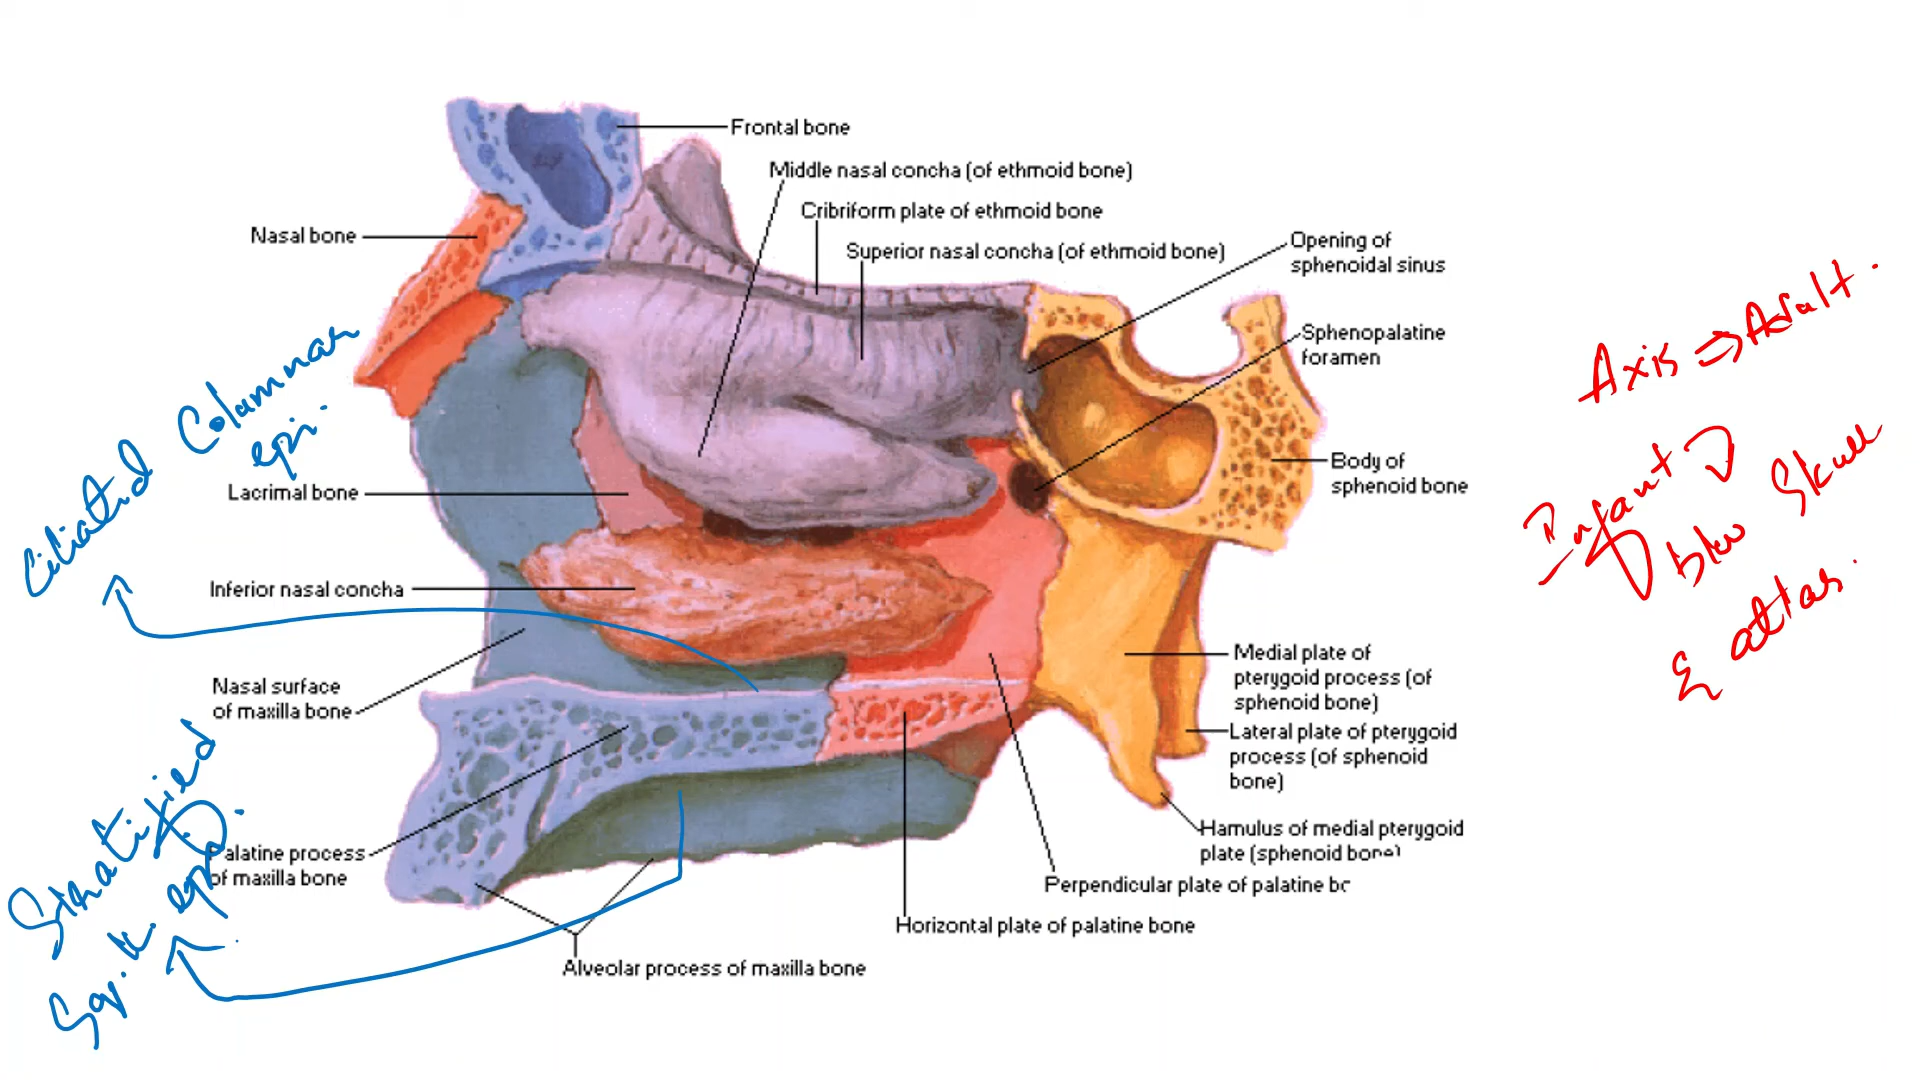 Frontal bone
Middle nasal concha (of ethmoid bone)
Cribriform plate of ethmoid bone
Superior nasal concha (of ethmoid bone)
Nasal bone
Opening of
sphenoidal sinus
Sphenopalatine
foramen
Body of
sphenoid bone
Lacrimal bone
Inferior nasal concha
Nasal surface
of maxilla bone
Medial plate of
pterygoid process (of
sphenoid bone)
Lateral plate of pterygoid
process (of sphenoid
bone)
Hamulus of medial pterygoid
plate (sphenoid bone)
Palatine process
of maxilla bone
Perpendicular plate of palatine bo
Horizontal plate of palatine bone
Alveolar process of maxilla bone
Ciliated Columnar
epi.
Stratified
Sq. k epi.
Axis ⇒ Adult.
Infant
b/w Skull
& atlas.